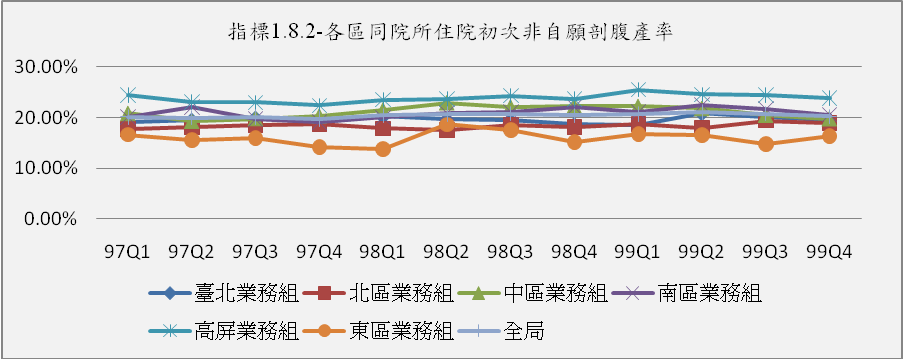 指標1.8.2-各區同院所住院初次非自願剖腹產率
30.00%
20.00%
10.00%
0.00%
97Q1 97Q2 97Q3 97Q4 98Q1 98Q2 98Q3 98Q4 99Q1 99Q2 99Q3 99Q4
臺北業務組 北區業務組 中區業務組 南區業務組
高屏業務組 東區業務組 全局